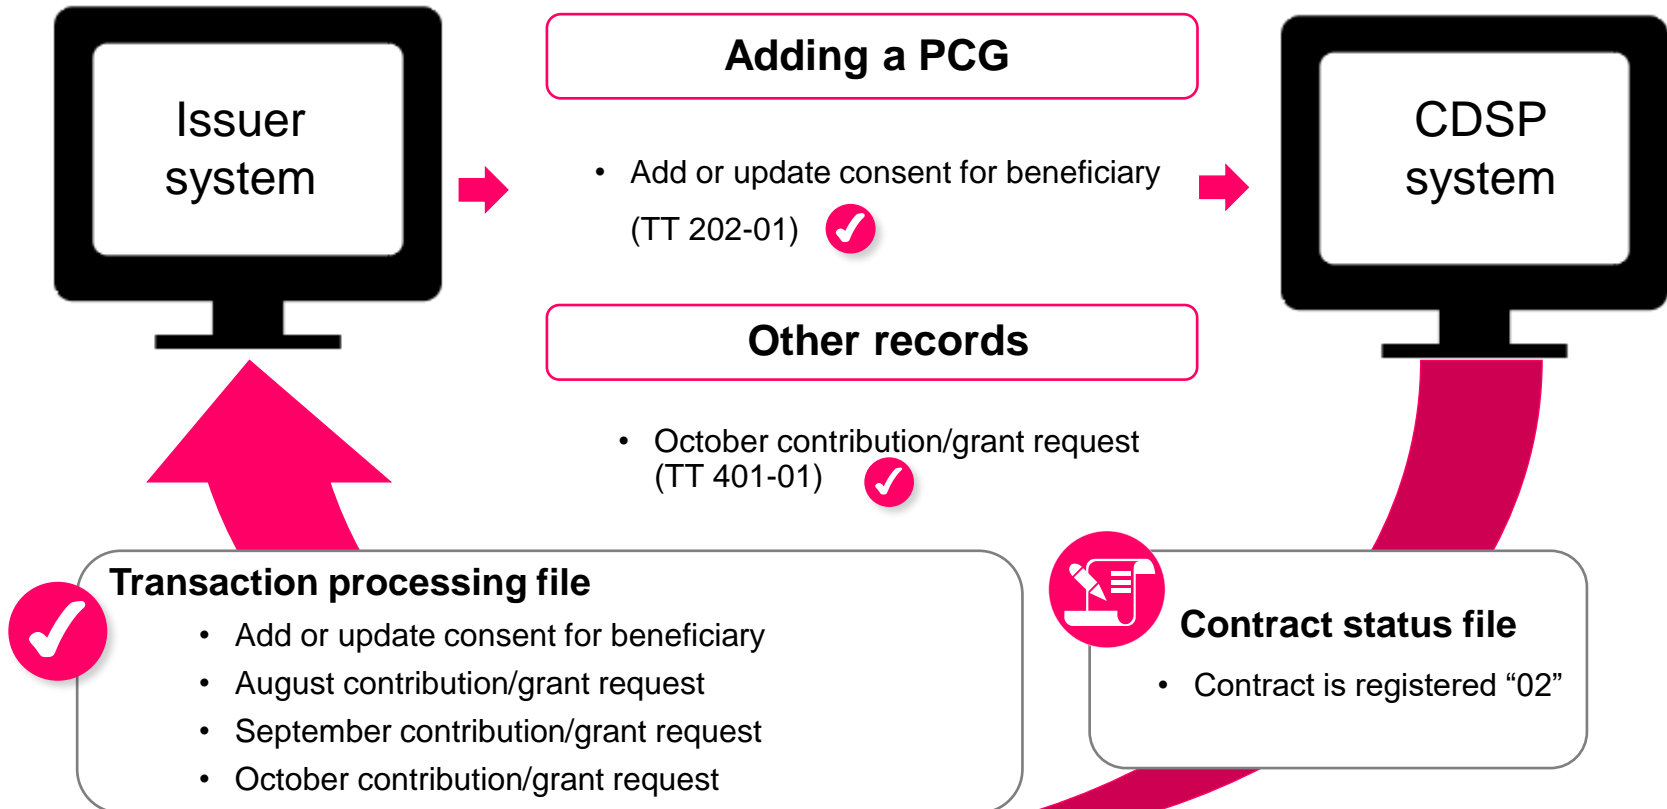 Issuer
system
Adding a PCG
• Add or update consent for beneficiary
(TT 202-01)
CDSP
system
Other records
• October contribution/grant request
(TT 401-01)
Transaction processing file
• Add or update consent for beneficiary
• August contribution/grant request
• September contribution/grant request
• October contribution/grant request
Contract status file
• Contract is registered “02”